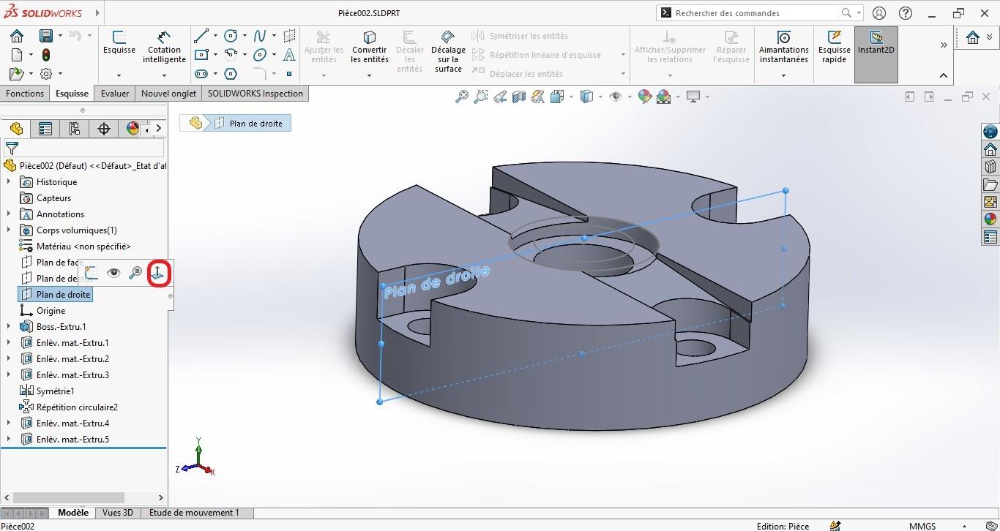 SOLIDWORKS
Pièce002.SLDPRT
Rechercher des commandes
Esquisse
Cotation intelligente
Ajuster les entités
Convertir les entités
Décaler les entités
Décalage sur la surface
Symétriser les entités
Répétition linéaire d'esquisse
Déplacer les entités
Afficher/Supprimer les relations
Réparer l'esquisse
Aimantations instantanées
Esquisse rapide
Instant2D
Fonctions
Esquisse
Evaluer
Nouvel onglet
SOLIDWORKS Inspection
Plan de droite
Pièce002 (Défaut) <<Défaut>_Etat d'af
Historique
Capteurs
Annotations
Corps volumiques(1)
Matériau <non spécifié>
Plan de face
Plan de dessus
Plan de droite
Origine
Boss.-Extru.1
Enlèv. mat.-Extru.1
Enlèv. mat.-Extru.2
Enlèv. mat.-Extru.3
Symétrie1
Répétition circulaire2
Enlèv. mat.-Extru.4
Enlèv. mat.-Extru.5
Plan de droite
Y
Z
X
Modèle
Vues 3D
Etude de mouvement 1
Pièce002
Edition: Pièce
MMGS